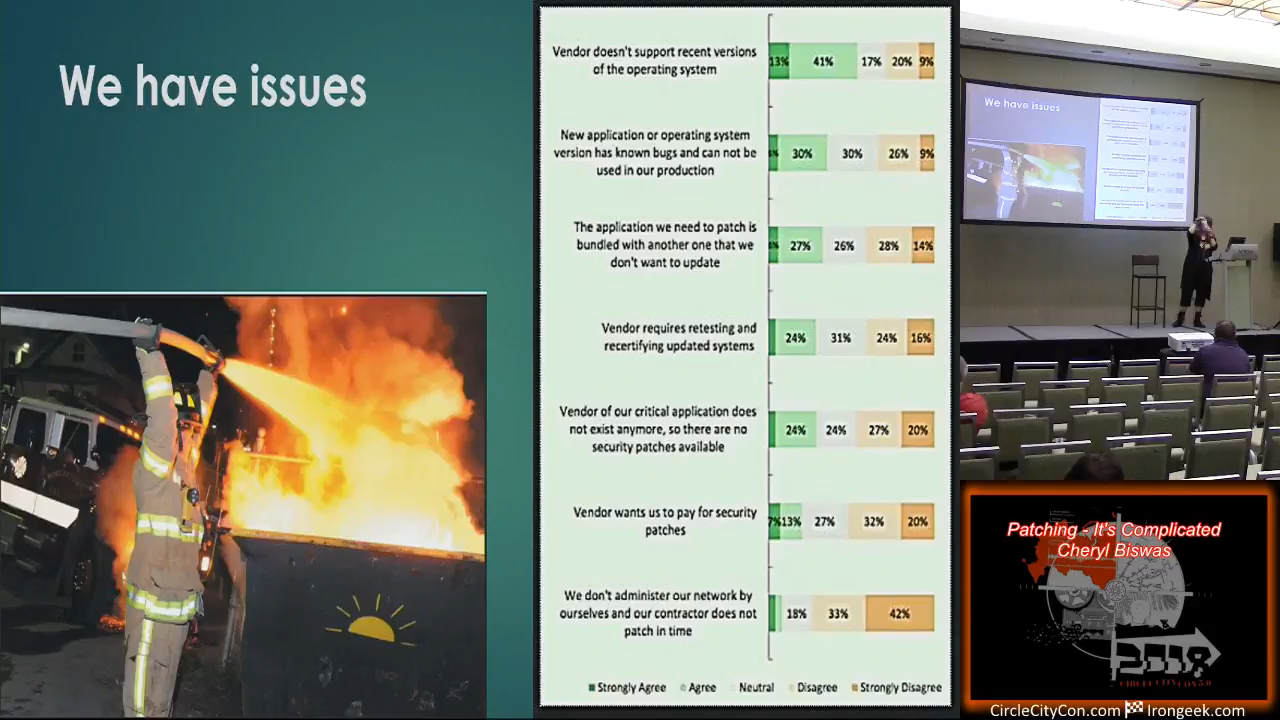 We have issues
Vendor doesn't support recent versions
of the operating system
13% 41% 17% 20% 9%
New application or operating system
version has known bugs and can not be
used in our production
30% 30% 26% 9%
The application we need to patch is
bundled with another one that we
don't want to update
27% 26% 28% 14%
Vendor requires retesting and
recertifying updated systems
24% 31% 24% 16%
Vendor of our critical application does
not exist anymore, so there are no
security patches available
24% 24% 27% 20%
Vendor wants us to pay for security
patches
7% 13% 27% 32% 20%
We don't administer our network by
ourselves and our contractor does not
patch in time
18% 33% 42%
Strongly Agree Agree Neutral Disagree Strongly Disagree
We have issues
Patching - It's Complicated
Cheryl Biswas
2018
CIRCLECITYCON 5.0
CircleCityCon.com Irongeek.com